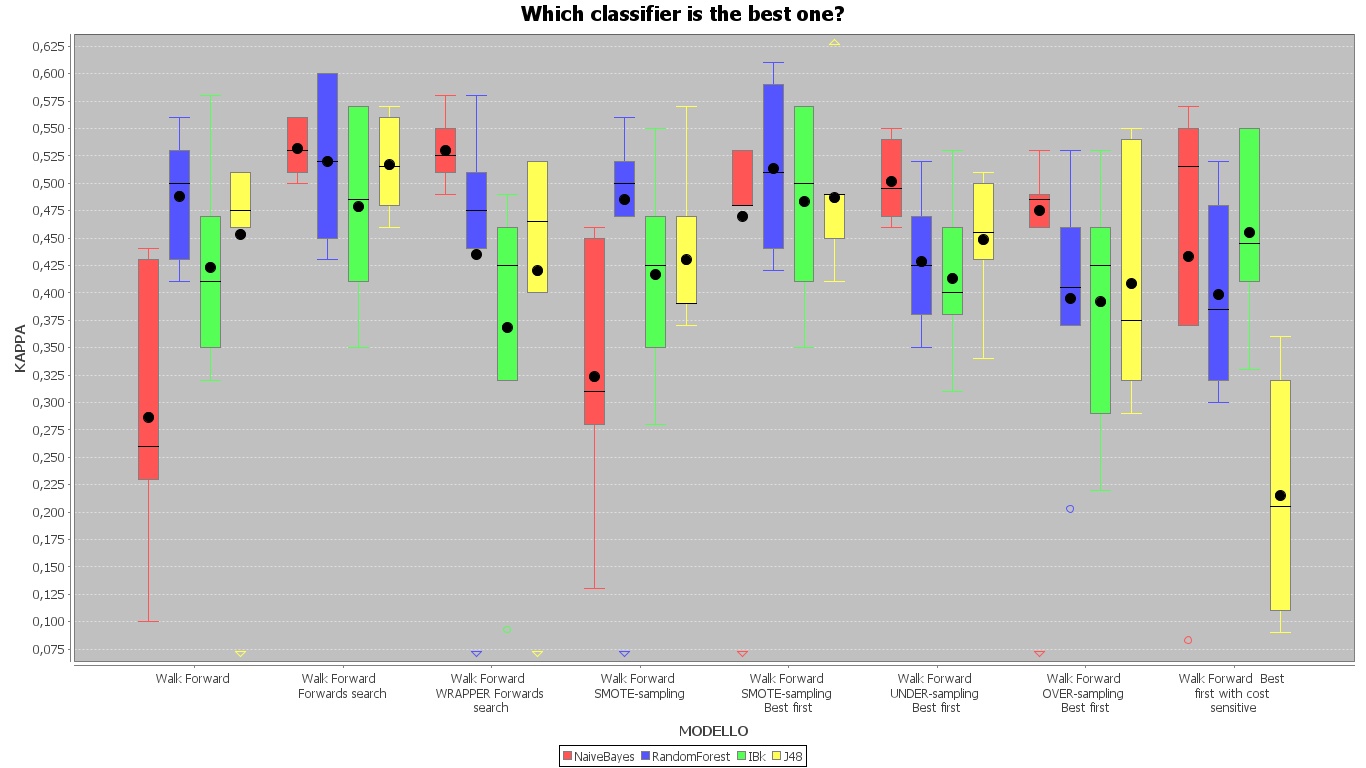 Which classifier is the best one?
KAPPA
0,625
0,600
0,575
0,550
0,525
0,500
0,475
0,450
0,425
0,400
0,375
0,350
0,325
0,300
0,275
0,250
0,225
0,200
0,175
0,150
0,125
0,100
0,075
Walk Forward
Walk Forward
Forwards search
Walk Forward
WRAPPER Forwards
search
Walk Forward
SMOTE-sampling
Walk Forward
SMOTE-sampling
Best first
Walk Forward
UNDER-sampling
Best first
Walk Forward
OVER-sampling
Best first
Walk Forward Best
first with cost
sensitive
MODELLO
NaiveBayes RandomForest IBk J48